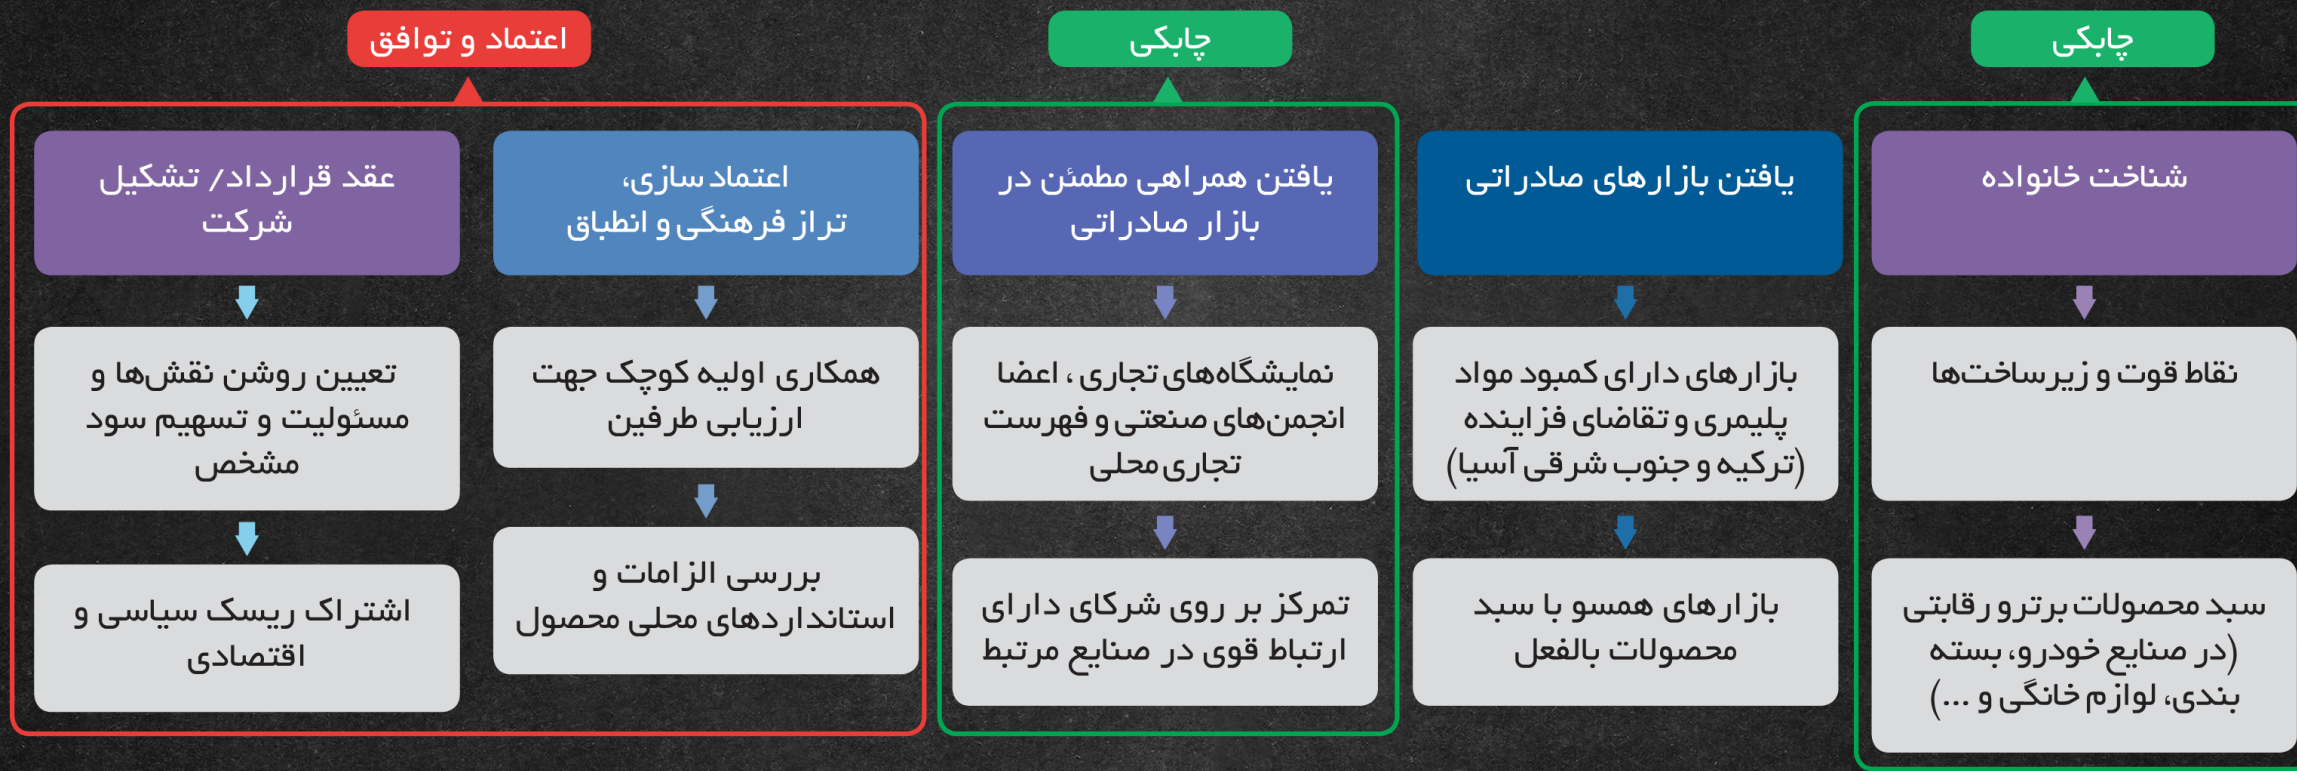 چابکی
شناخت خانواده
نقاط قوت و زیرساخت‌ها
سبد محصولات برتر و رقابتی
(در صنایع خودرو، بسته
بندی، لوازم خانگی و ...)
یافتن بازارهای صادراتی
بازارهای دارای کمبود مواد
پلیمری و تقاضای فزاینده
(ترکیه و جنوب شرقی آسیا)
بازارهای همسو با سبد
محصولات بالفعل
چابکی
یافتن همراهی مطمئن در
بازار صادراتی
نمایشگاه‌های تجاری، اعضا
انجمن‌های صنعتی و فهرست
تجاری محلی
تمرکز بر روی شرکای دارای
ارتباط قوی در صنایع مرتبط
اعتماد و توافق
اعتماد سازی،
تراز فرهنگی و انطباق
همکاری اولیه کوچک جهت
ارزیابی طرفین
بررسی الزامات و
استانداردهای محلی محصول
عقد قرارداد/ تشکیل
شرکت
تعیین روشن نقش‌ها و
مسئولیت و تسهیم سود
مشخص
اشتراک ریسک سیاسی و
اقتصادی